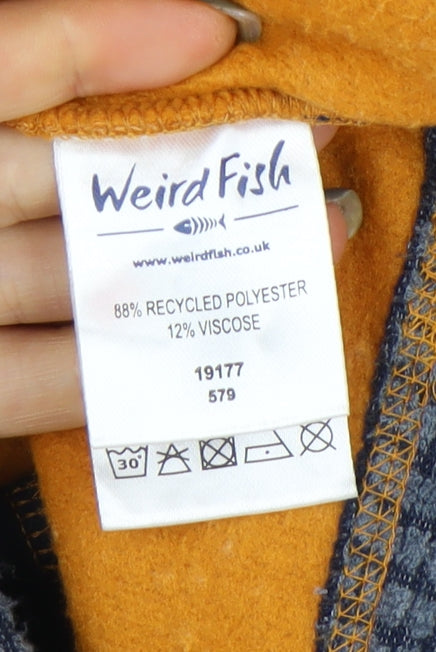 Weird Fish
www.weirdfish.co.uk
88% RECYCLED POLYESTER
12% VISCOSE
19177
579
30°